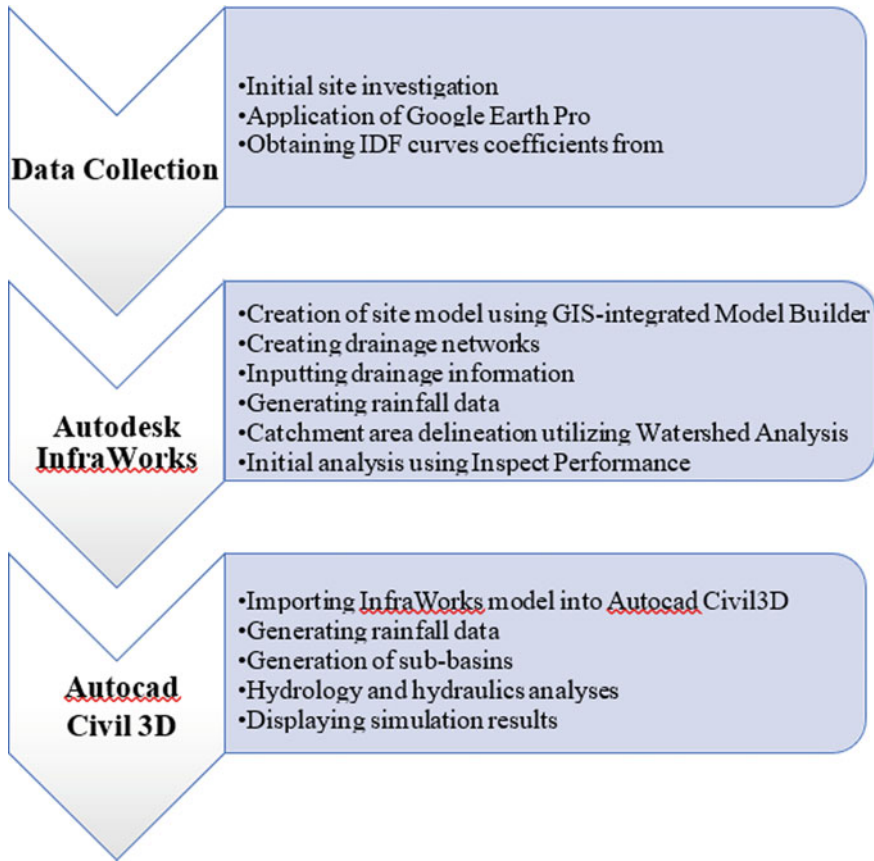 Data Collection
•Initial site investigation
•Application of Google Earth Pro
•Obtaining IDF curves coefficients from
Autodesk
InfraWorks
•Creation of site model using GIS-integrated Model Builder
•Creating drainage networks
•Inputting drainage information
•Generating rainfall data
•Catchment area delineation utilizing Watershed Analysis
•Initial analysis using Inspect Performance
Autocad
Civil 3D
•Importing InfraWorks model into Autocad Civil3D
•Generating rainfall data
•Generation of sub-basins
•Hydrology and hydraulics analyses
•Displaying simulation results